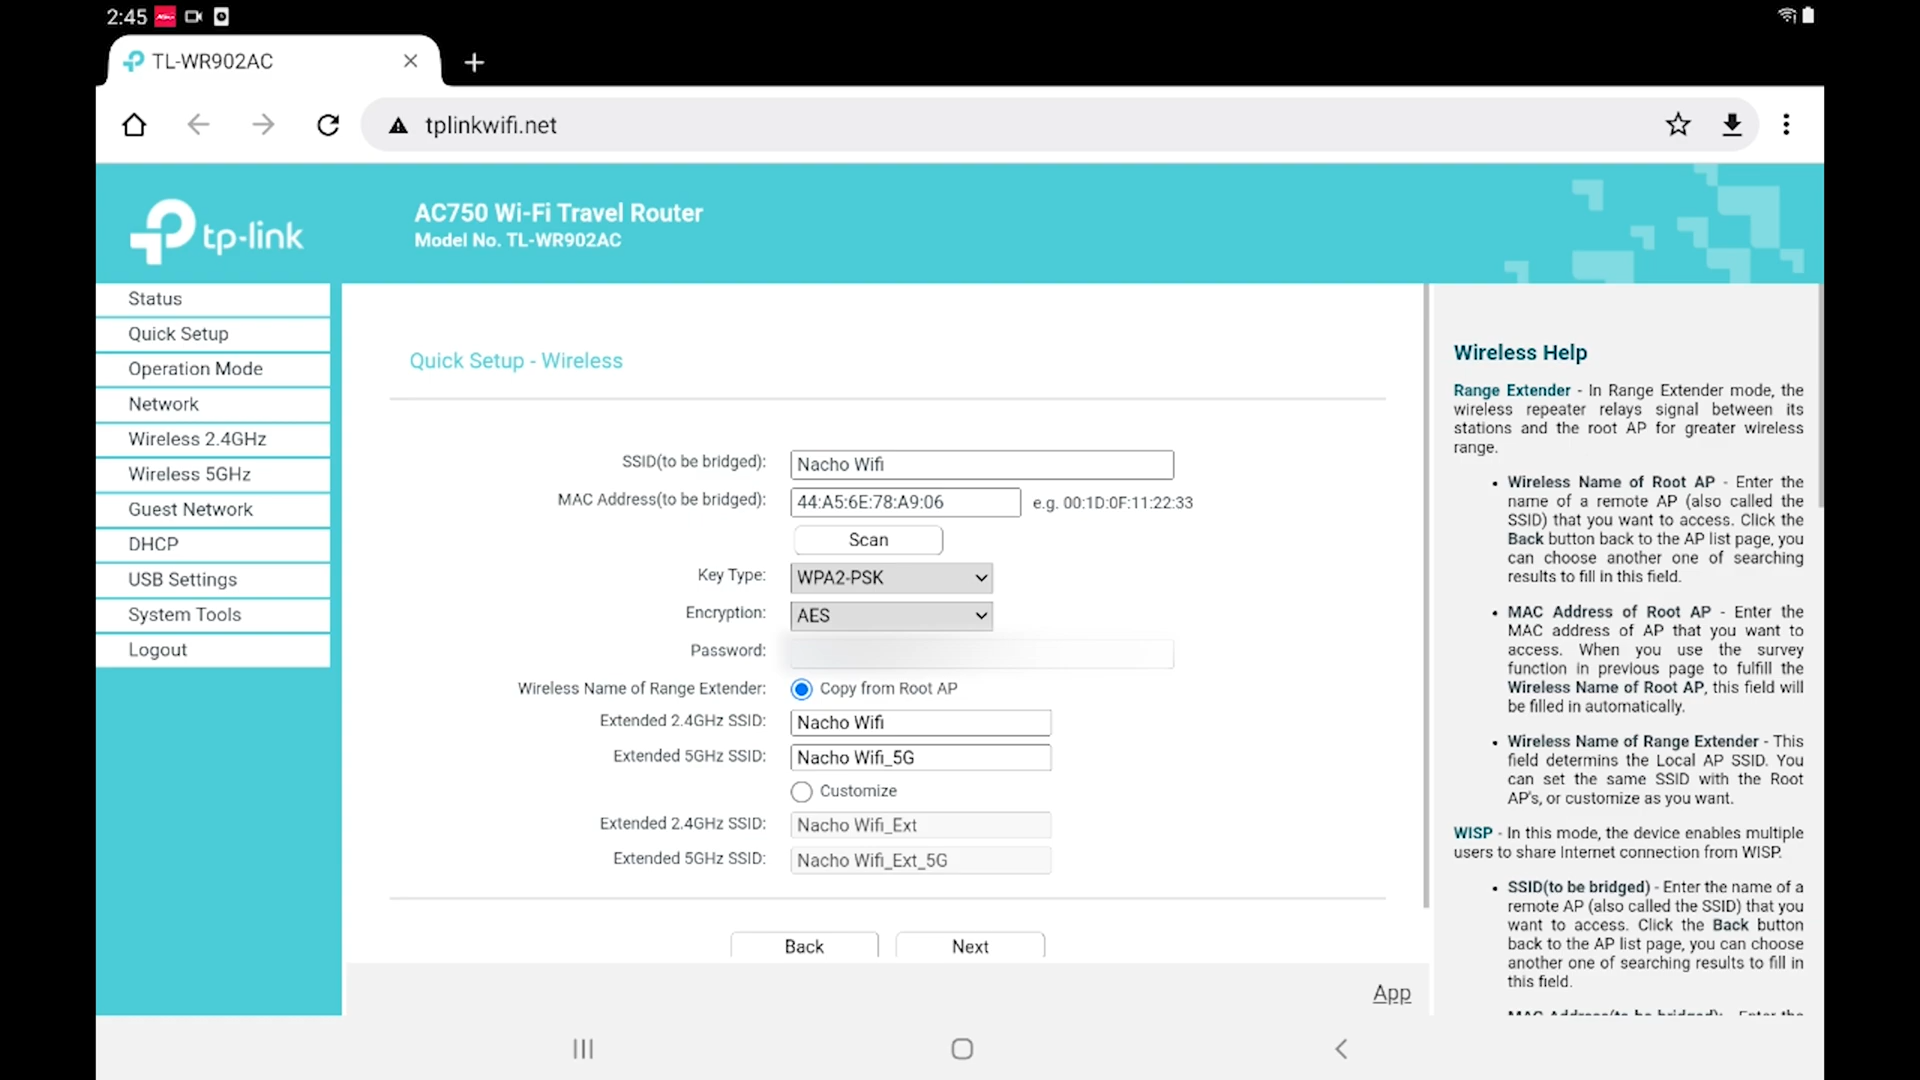 2:45
TL-WR902AC
tplinkwifi.net
tp-link
AC750 Wi-Fi Travel Router
Model No. TL-WR902AC
Status
Quick Setup
Operation Mode
Network
Wireless 2.4GHz
Wireless 5GHz
Guest Network
DHCP
USB Settings
System Tools
Logout
Quick Setup - Wireless
SSID(to be bridged): Nacho Wifi
MAC Address(to be bridged): 44:A5:6E:78:A9:06 e.g. 00:1D:0F:11:22:33
Scan
Key Type: WPA2-PSK
Encryption: AES
Password:
Wireless Name of Range Extender: Copy from Root AP
Extended 2.4GHz SSID: Nacho Wifi
Extended 5GHz SSID: Nacho Wifi_5G
Customize
Extended 2.4GHz SSID: Nacho Wifi_Ext
Extended 5GHz SSID: Nacho Wifi_Ext_5G
Back Next
App
Wireless Help
Range Extender - In Range Extender mode, the
wireless repeater relays signal between its
stations and the root AP for greater wireless
range.
• Wireless Name of Root AP - Enter the
name of a remote AP (also called the
SSID) that you want to access. Click the
Back button back to the AP list page, you
can choose another one of searching
results to fill in this field.
• MAC Address of Root AP - Enter the
MAC address of AP that you want to
access. When you use the survey
function in previous page to fulfill the
Wireless Name of Root AP, this field will
be filled in automatically.
• Wireless Name of Range Extender - This
field determins the Local AP SSID. You
can set the same SSID with the Root
AP's, or customize as you want.
WISP - In this mode, the device enables multiple
users to share Internet connection from WISP.
• SSID(to be bridged) - Enter the name of a
remote AP (also called the SSID) that you
want to access. Click the Back button
back to the AP list page, you can choose
another one of searching results to fill in
this field.
MAC Address(to be bridged): - Enter the